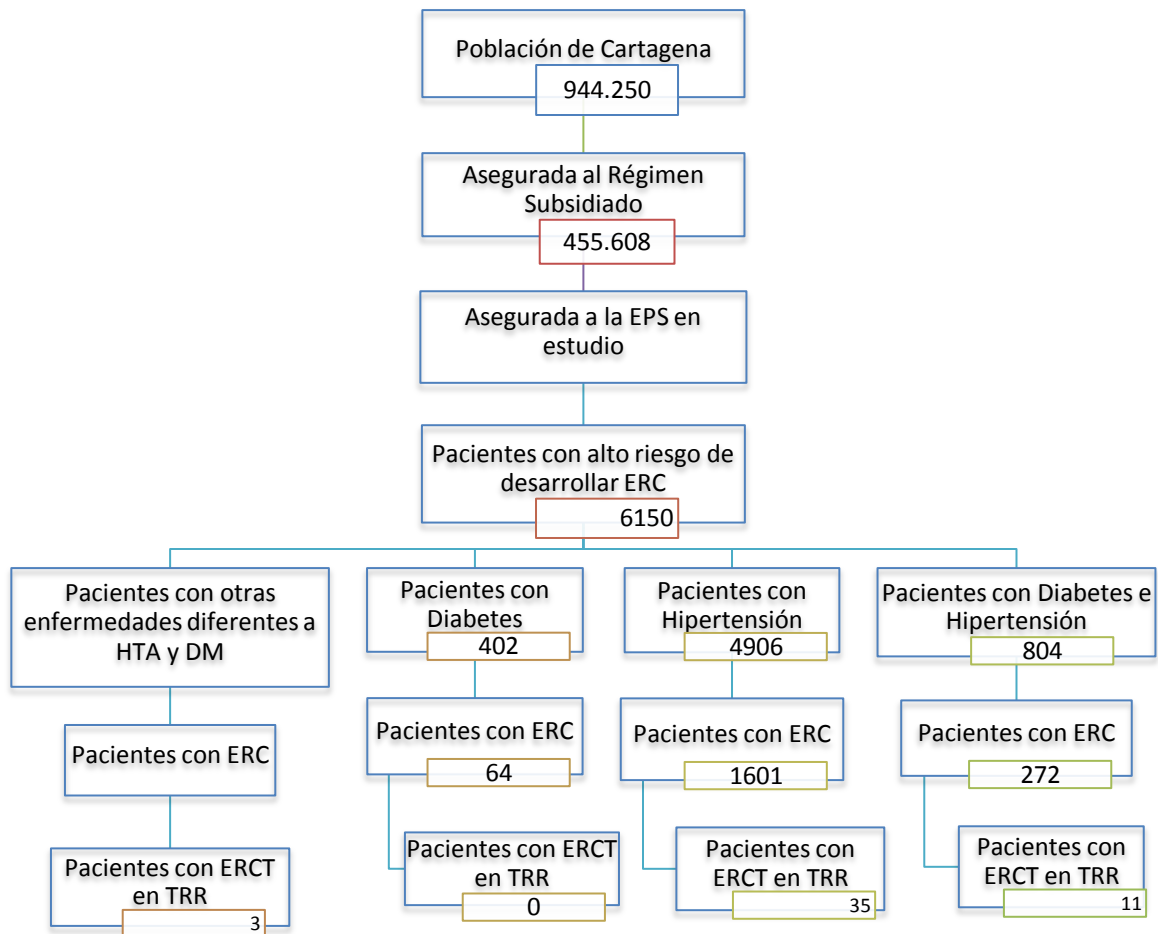 Población de Cartagena
944.250
Asegurada al Régimen
Subsidiado
455.608
Asegurada a la EPS en
estudio
Pacientes con alto riesgo de
desarrollar ERC
6150
Pacientes con otras
enfermedades diferentes a
HTA y DM
Pacientes con
Diabetes
402
Pacientes con
Hipertensión
4906
Pacientes con Diabetes e
Hipertensión
804
Pacientes con ERC
Pacientes con ERC
64
Pacientes con ERC
1601
Pacientes con ERC
272
Pacientes con ERCT
en TRR
3
Pacientes con ERCT
en TRR
0
Pacientes con
ERCT en TRR
35
Pacientes con
ERCT en TRR
11